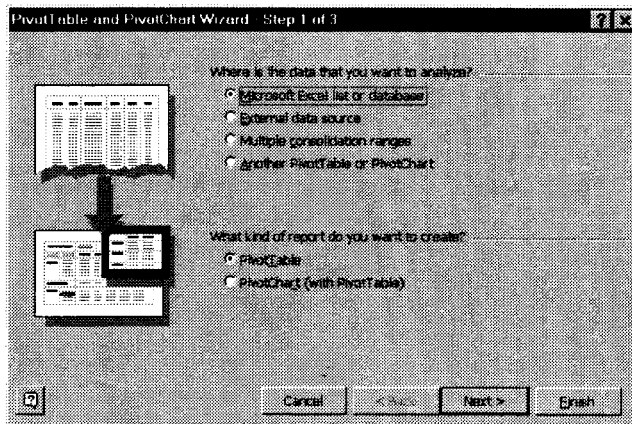 PivotTable and PivotChart Wizard - Step 1 of 3
Where is the data that you want to analyze?
Microsoft Excel list or database
External data source
Multiple consolidation ranges
Another PivotTable or PivotChart
What kind of report do you want to create?
PivotTable
PivotChart (with PivotTable)
Cancel
< Back
Next >
Finish